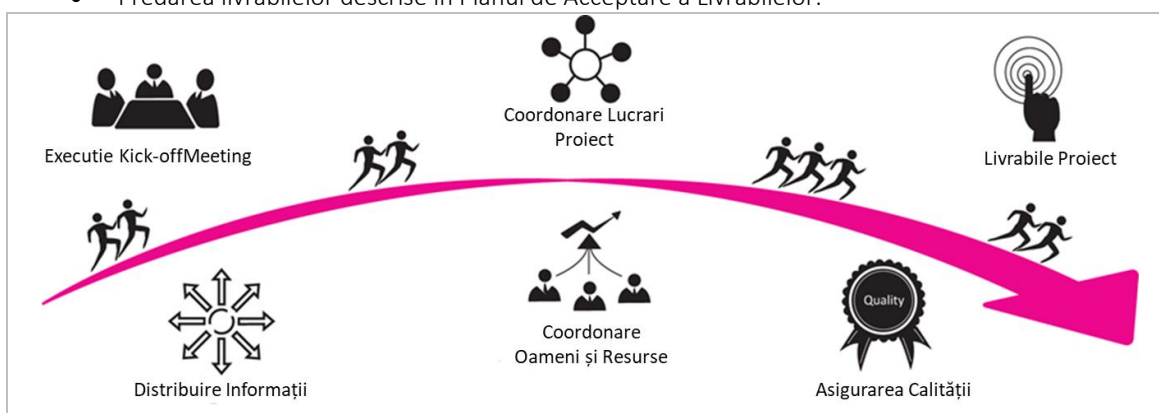 Predarea livrabilelor descrise în Planul de Acceptare a Livrabilelor.
Executie Kick-offMeeting
Coordonare Lucrari
Proiect
Livrabile Proiect
Distribuire Informații
Coordonare
Oameni și Resurse
Quality
Asigurarea Calității